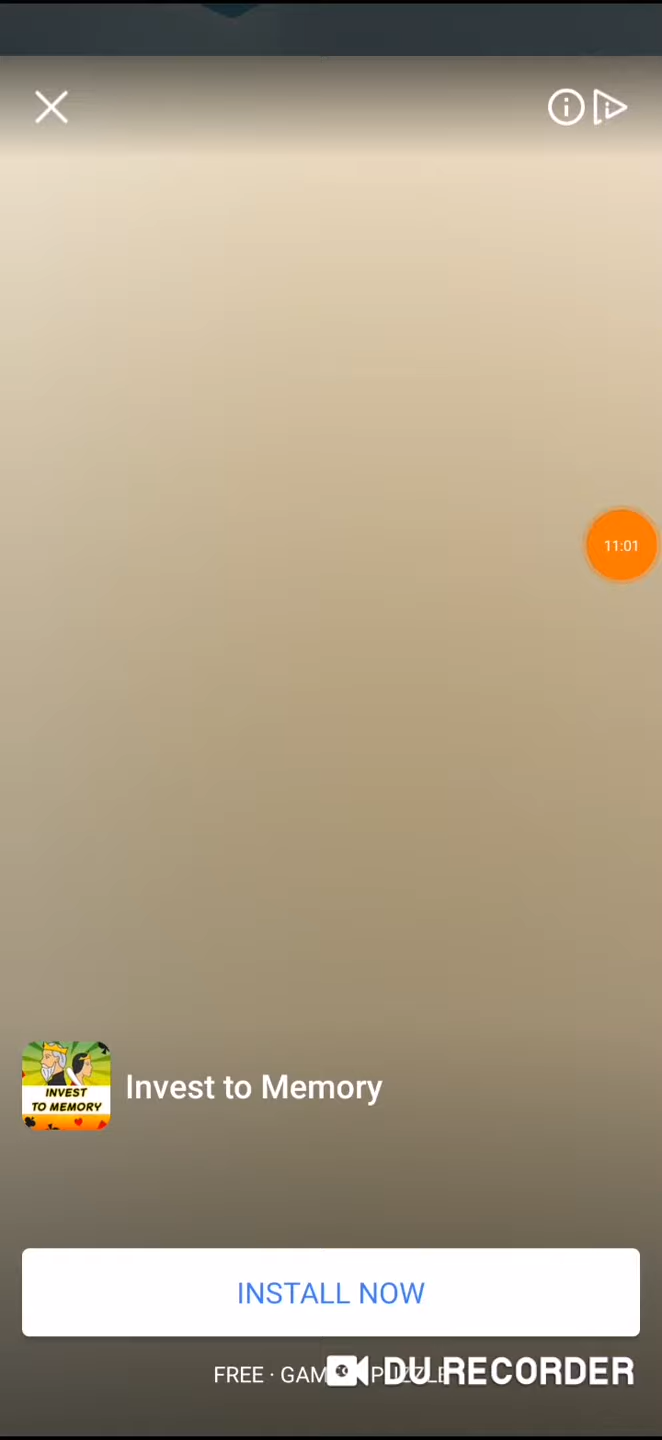 11:01
INVEST
TO MEMORY
Invest to Memory
INSTALL NOW
FREE · GAM
DU RECORDER